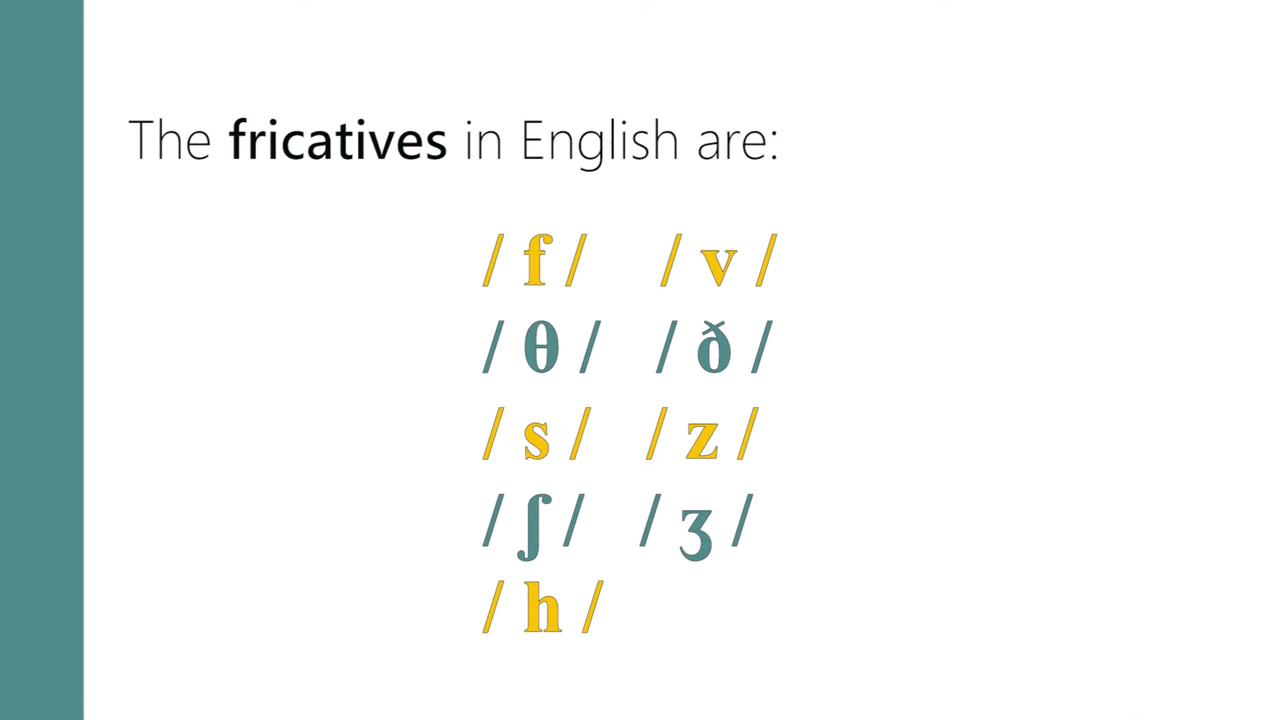 The fricatives in English are:
/ f / / v /
/ θ / / ð /
/ s / / z /
/ ʃ / / ʒ /
/ h /